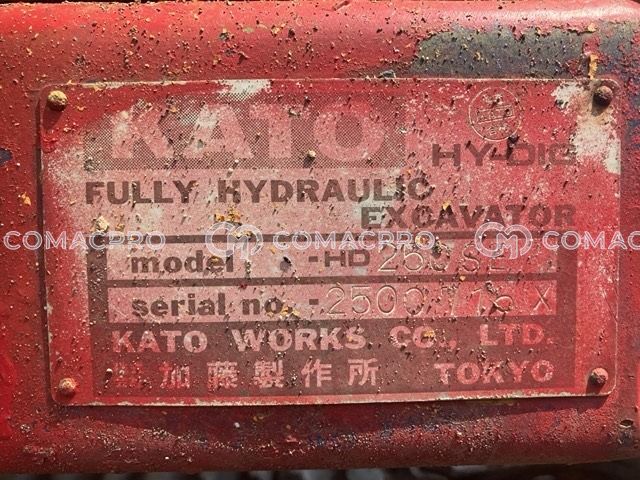 KATO
HY-DIG
FULLY HYDRAULIC
EXCAVATOR
COMACPRO COMACPRO COMACPRO
model -HD
serial no. -
KATO WORKS CO., LTD.
加藤製作所 TOKYO